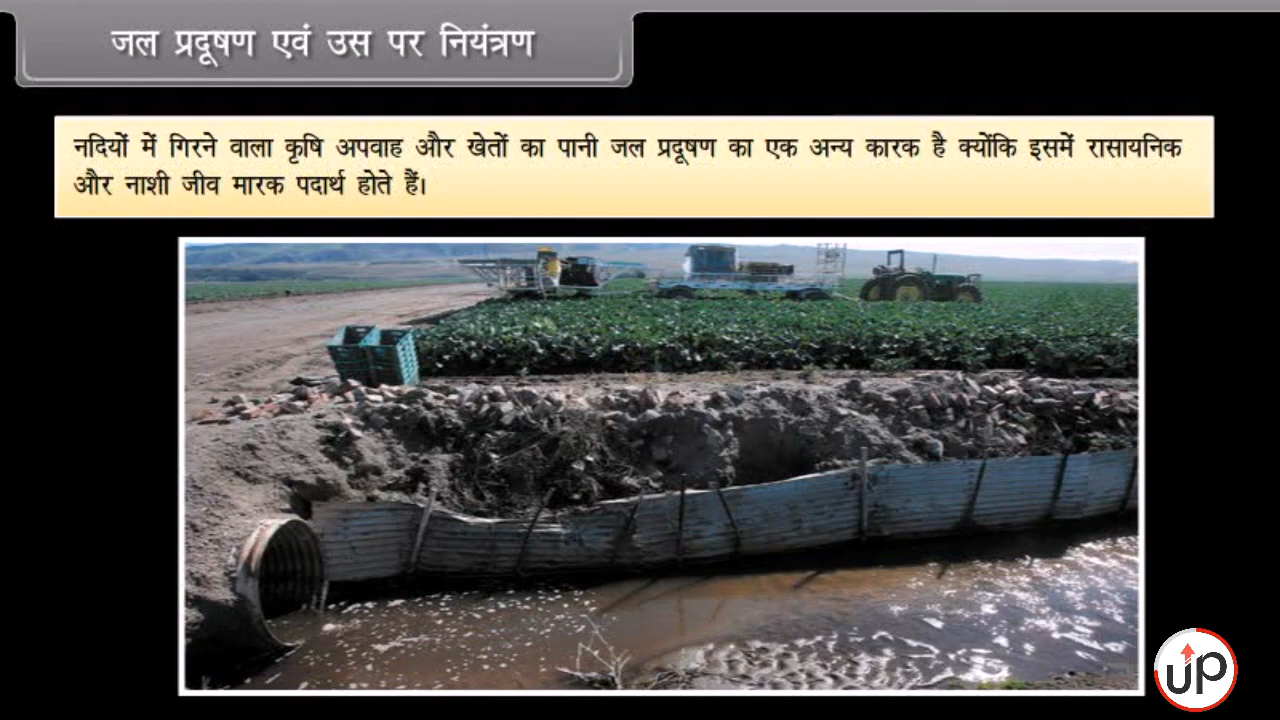 जल प्रदूषण एवं उस पर नियंत्रण
नदियों में गिरने वाला कृषि अपवाह और खेतों का पानी जल प्रदूषण का एक अन्य कारक है क्योंकि इसमें रासायनिक
और नाशी जीव मारक पदार्थ होते हैं।
UP